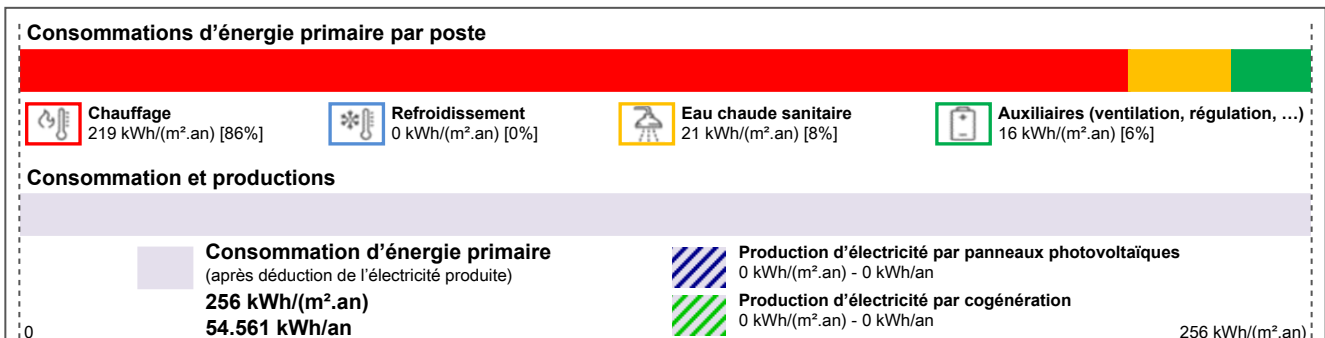 Consommations d'énergie primaire par poste
Chauffage
219 kWh/(m².an) [86%]
Refroidissement
0 kWh/(m².an) [0%]
Eau chaude sanitaire
21 kWh/(m².an) [8%]
Auxiliaires (ventilation, régulation, …)
16 kWh/(m².an) [6%]
Consommation et productions
Consommation d'énergie primaire
(après déduction de l'électricité produite)
256 kWh/(m².an)
54.561 kWh/an
Production d'électricité par panneaux photovoltaïques
0 kWh/(m².an) - 0 kWh/an
Production d'électricité par cogénération
0 kWh/(m².an) - 0 kWh/an
0
256 kWh/(m².an)